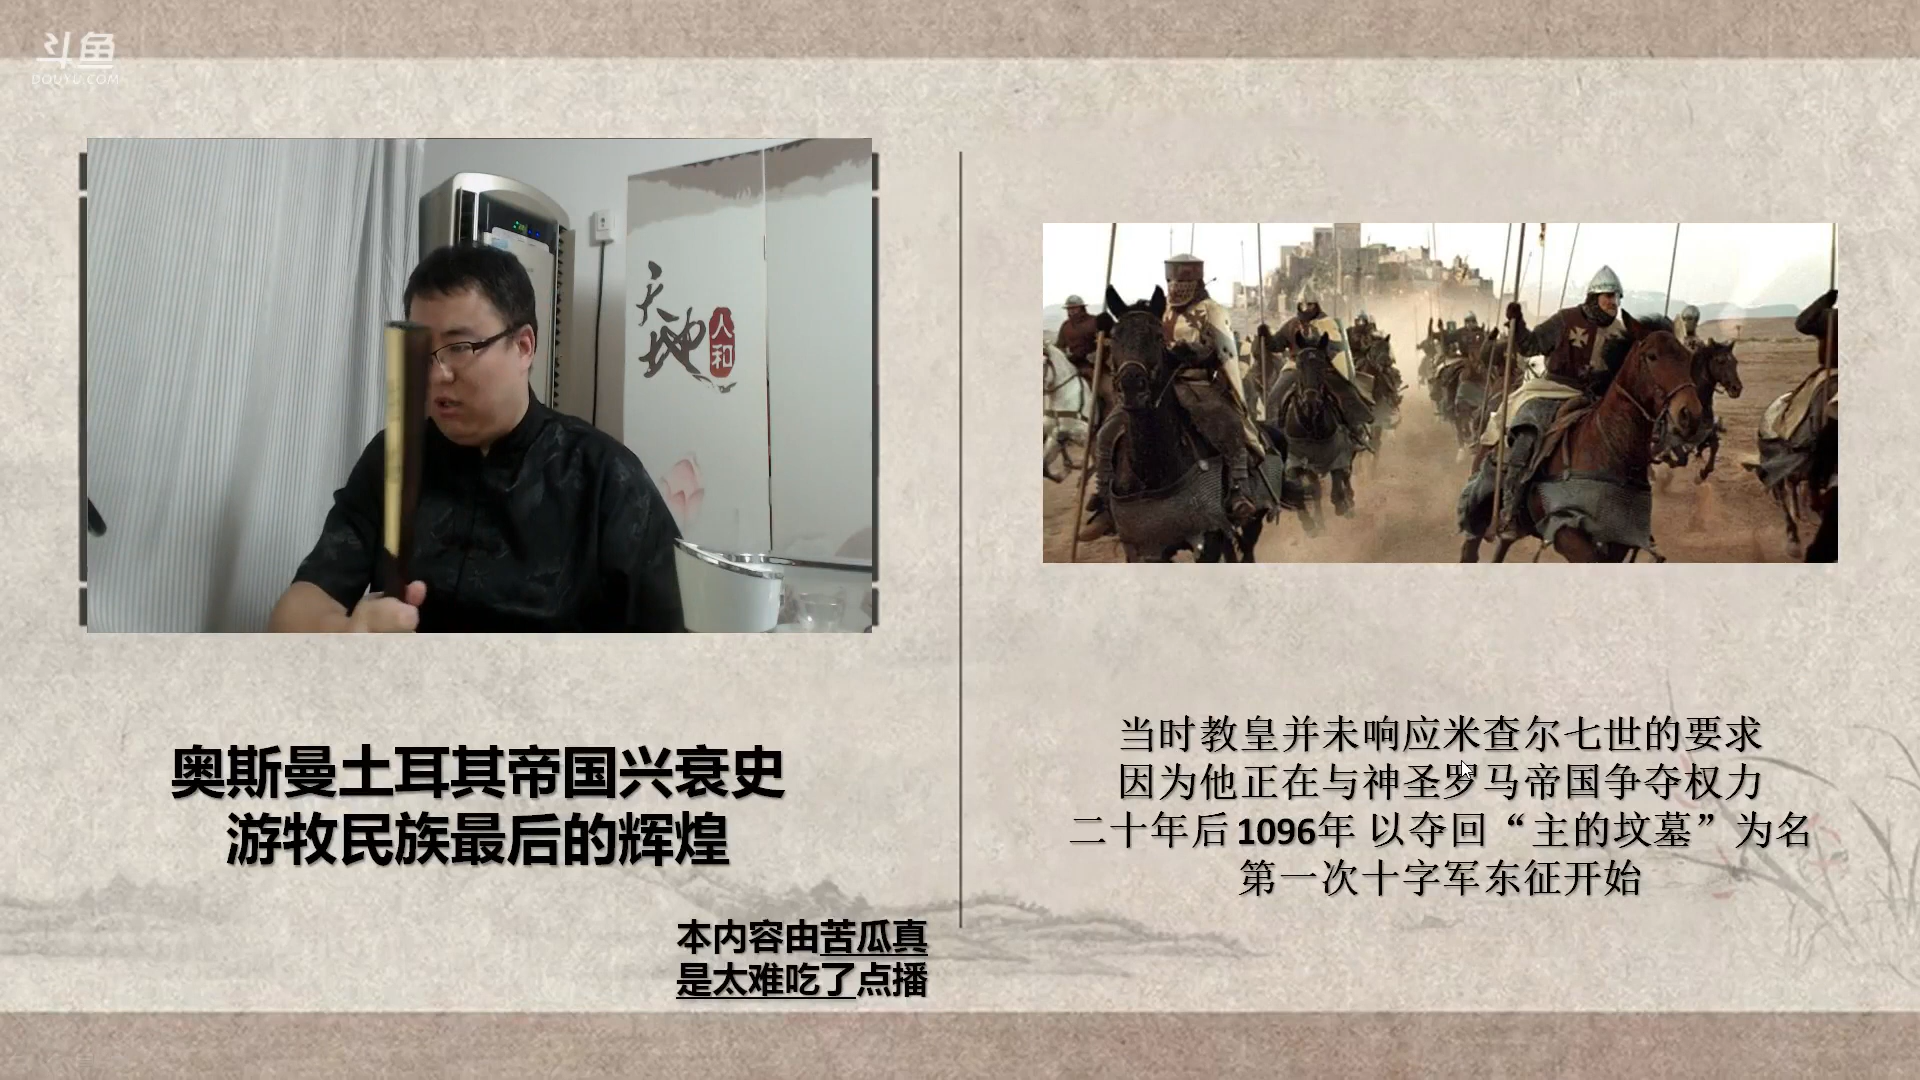 斗鱼
DOUYU.COM
天地
人和
奥斯曼土耳其帝国兴衰史
游牧民族最后的辉煌
本内容由苦瓜真
是太难吃了点播
当时教皇并未响应米查尔七世的要求
因为他正在与神圣罗马帝国争夺权力
二十年后1096年 以夺回“主的坟墓”为名
第一次十字军东征开始